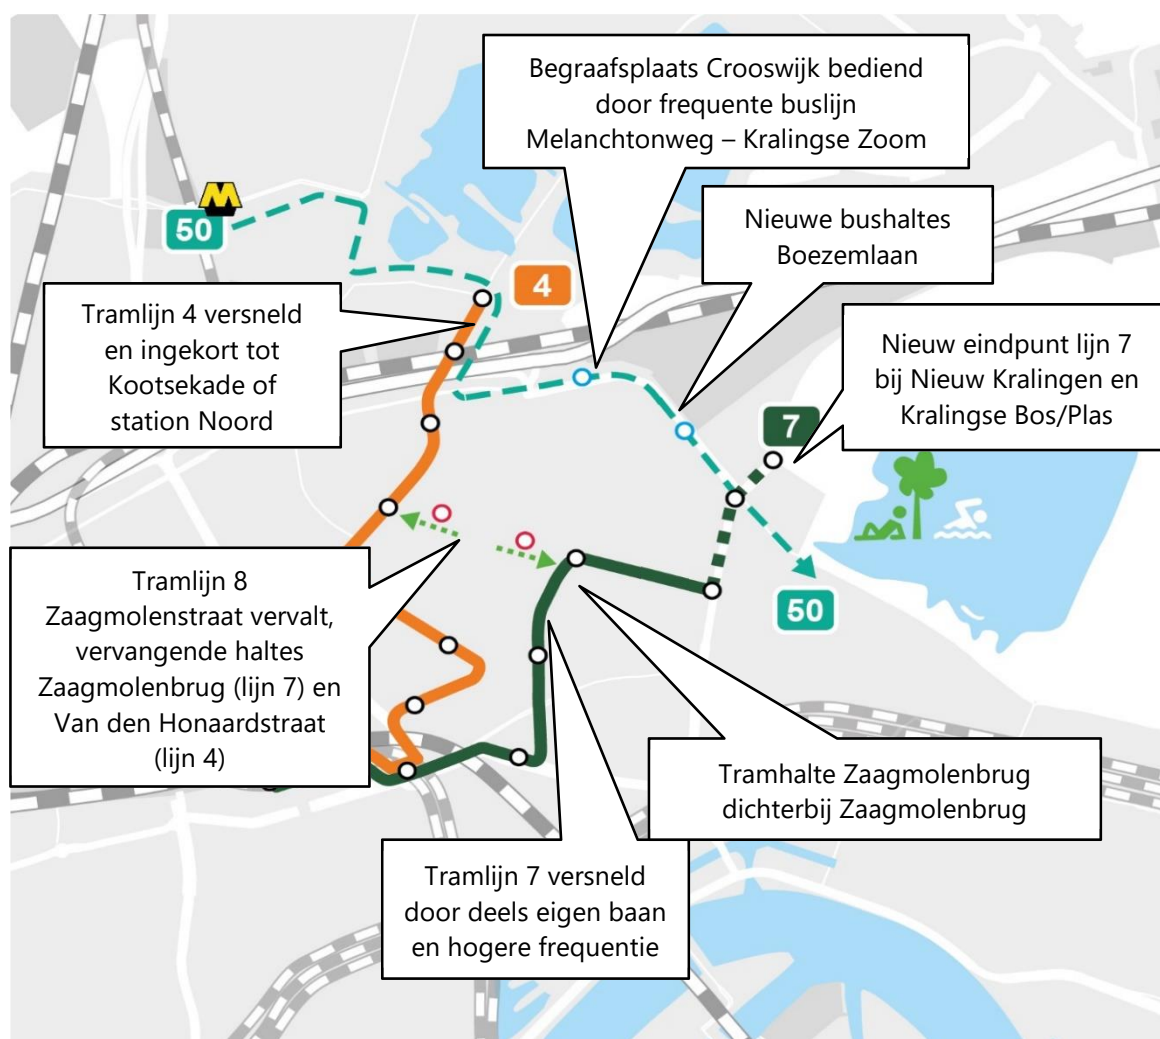 Begraafsplaats Crooswijk bediend
door frequente buslijn
Melanchtonweg – Kralingse Zoom
M
50
Nieuwe bushaltes
Boezemlaan
4
Tramlijn 4 versneld
en ingekort tot
Kootsekade of
station Noord
Nieuw eindpunt lijn 7
bij Nieuw Kralingen en
Kralingse Bos/Plas
7
Tramlijn 8
Zaagmolenstraat vervalt,
vervangende haltes
Zaagmolenbrug (lijn 7) en
Van den Honaardstraat
(lijn 4)
50
Tramhalte Zaagmolenbrug
dichterbij Zaagmolenbrug
Tramlijn 7 versneld
door deels eigen baan
en hogere frequentie